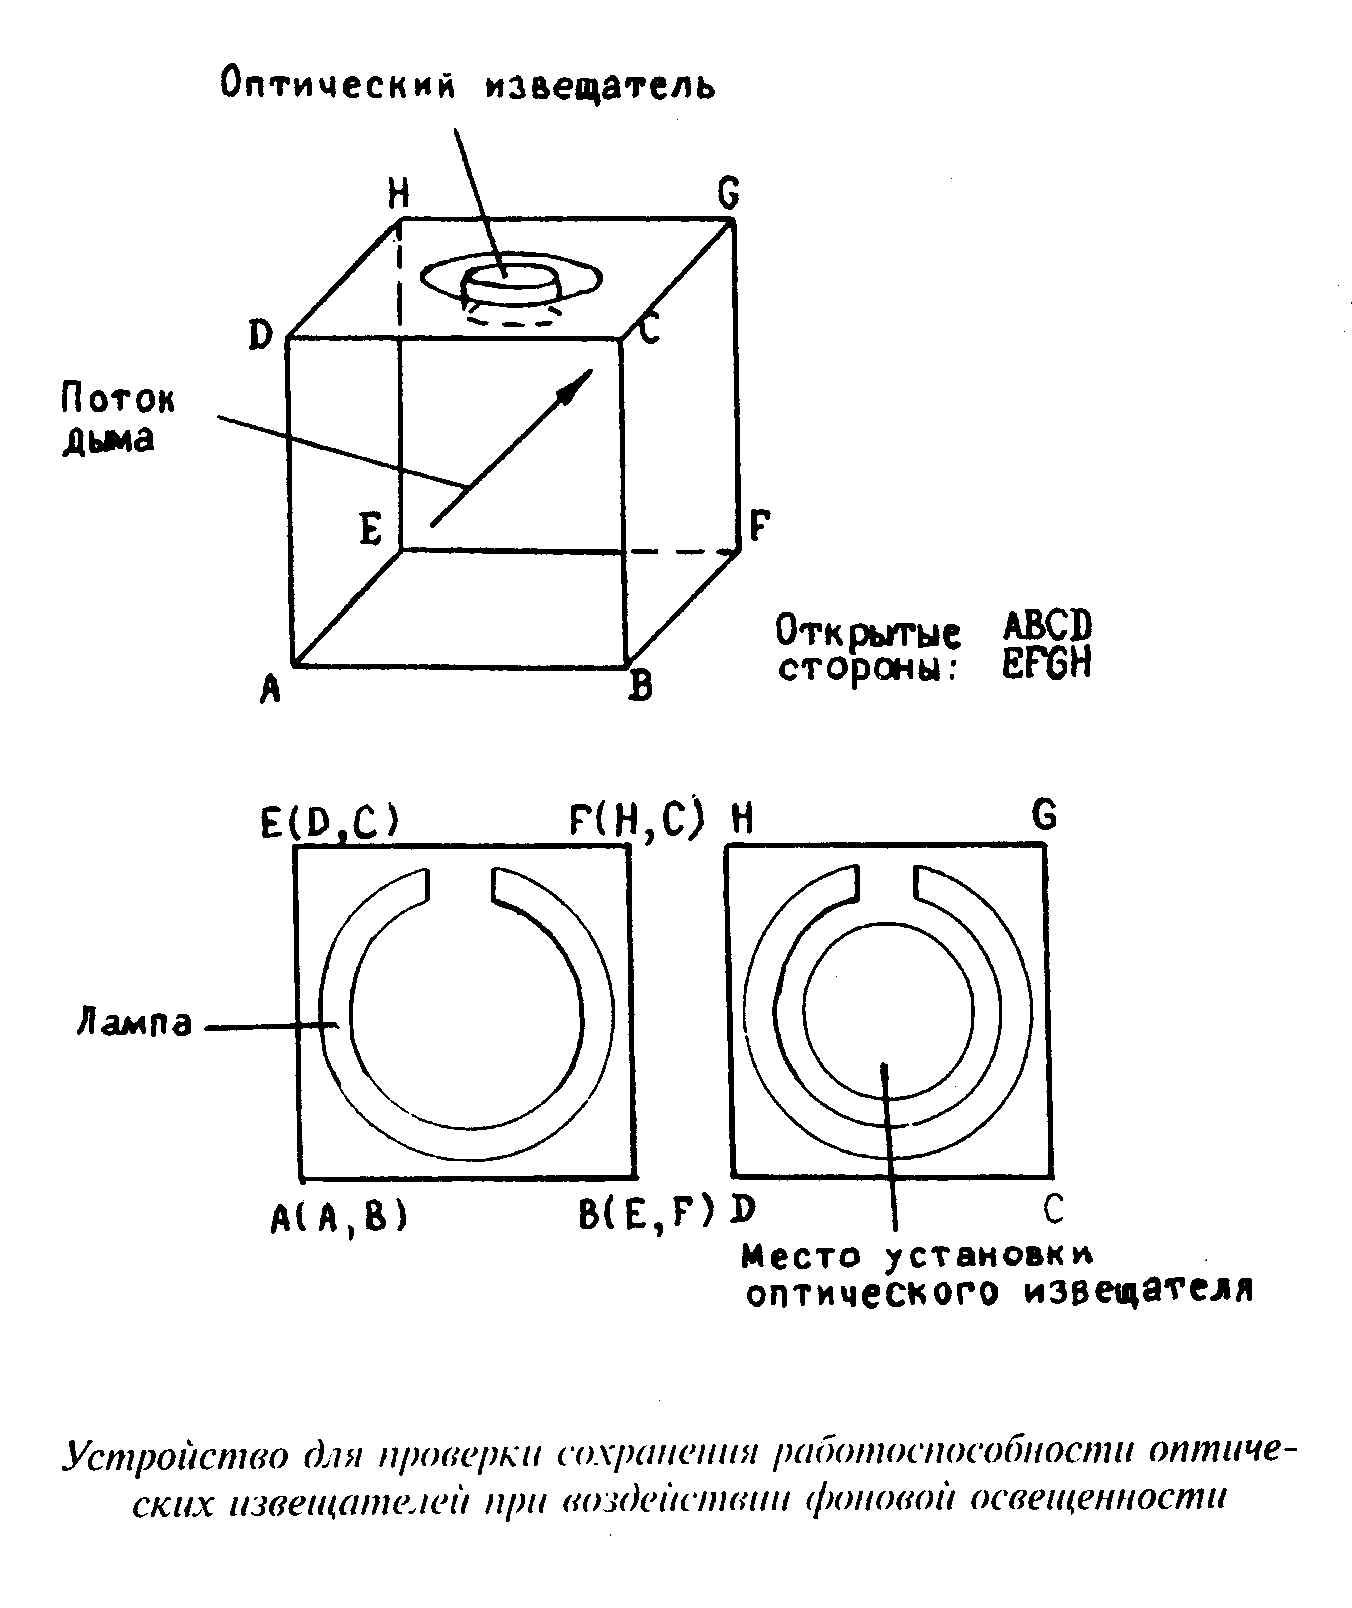 Оптический извещатель
H G
D C
Поток
дыма
E F
Открытые ABCD
стороны: EFGH
A B
E(D,C) F(H,C) H G
Лампа
A(A,B) B(E,F) D C
Место установки
оптического извещателя
Устройство для проверки сохранения работоспособности оптиче-
ских извещателей при воздействии фоновой освещенности